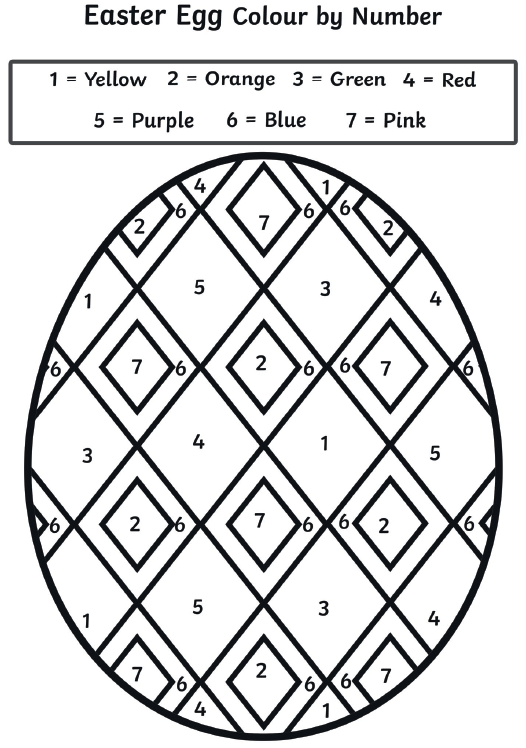 Easter Egg Colour by Number
1 = Yellow 2 = Orange 3 = Green 4 = Red
5 = Purple 6 = Blue 7 = Pink
4 1
6 6 6
2 7 2
5 3
1 4
7 6 2 6 6 7
6 6
3 4 1 5
6 2 6 7 6 6 2 6
5 3
1 4
7 2 7
6 6 6
4 1